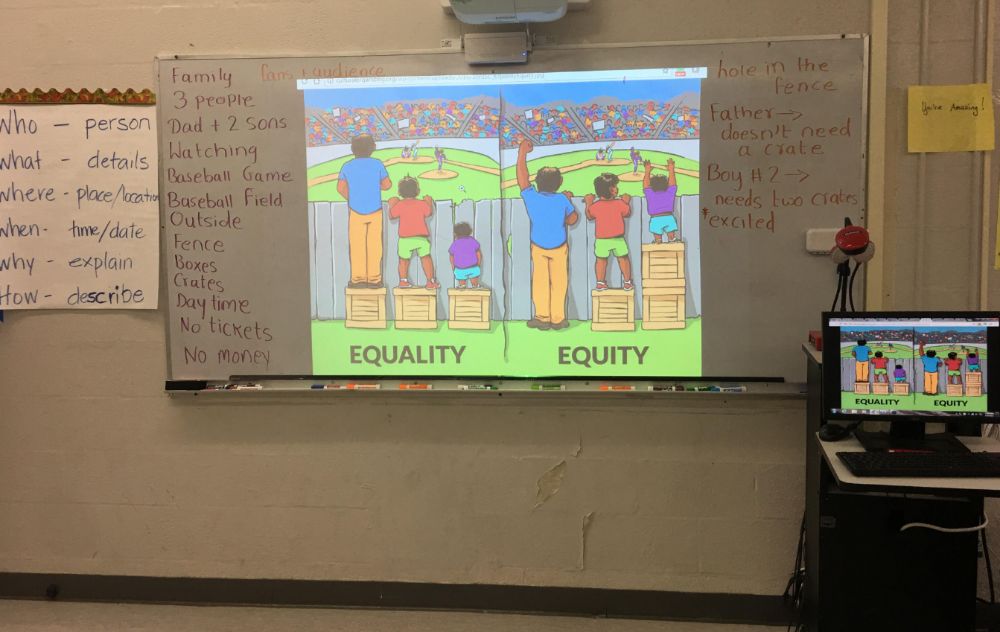 Who - person
What - details
where - place/location
when - time/date
why - explain
How - describe
Family
3 people
Dad + 2 sons
Watching
Baseball Game
Baseball Field
Outside
Fence
Boxes
Crates
Day time
No tickets
No money
fans + audience
EQUALITY
EQUITY
hole in the
fence
Father→
doesn't need
a crate
Boy #2→
needs two crates
*excited
You're Amazing!
EQUALITY
EQUITY